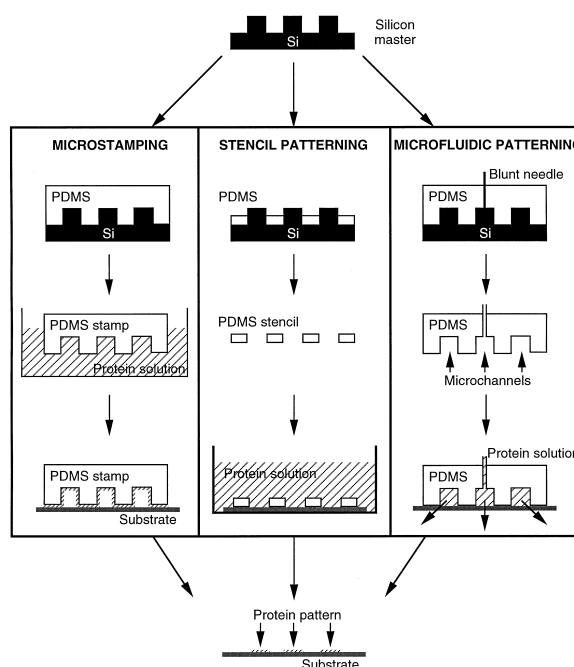 Silicon
master
Si
MICROSTAMPING
STENCIL PATTERNING
MICROFLUIDIC PATTERNING
PDMS
Si
PDMS
Si
Blunt needle
PDMS
Si
PDMS stamp
Protein solution
PDMS stencil
PDMS
Microchannels
PDMS stamp
Substrate
Protein solution
Protein solution
PDMS
Protein pattern
Substrate